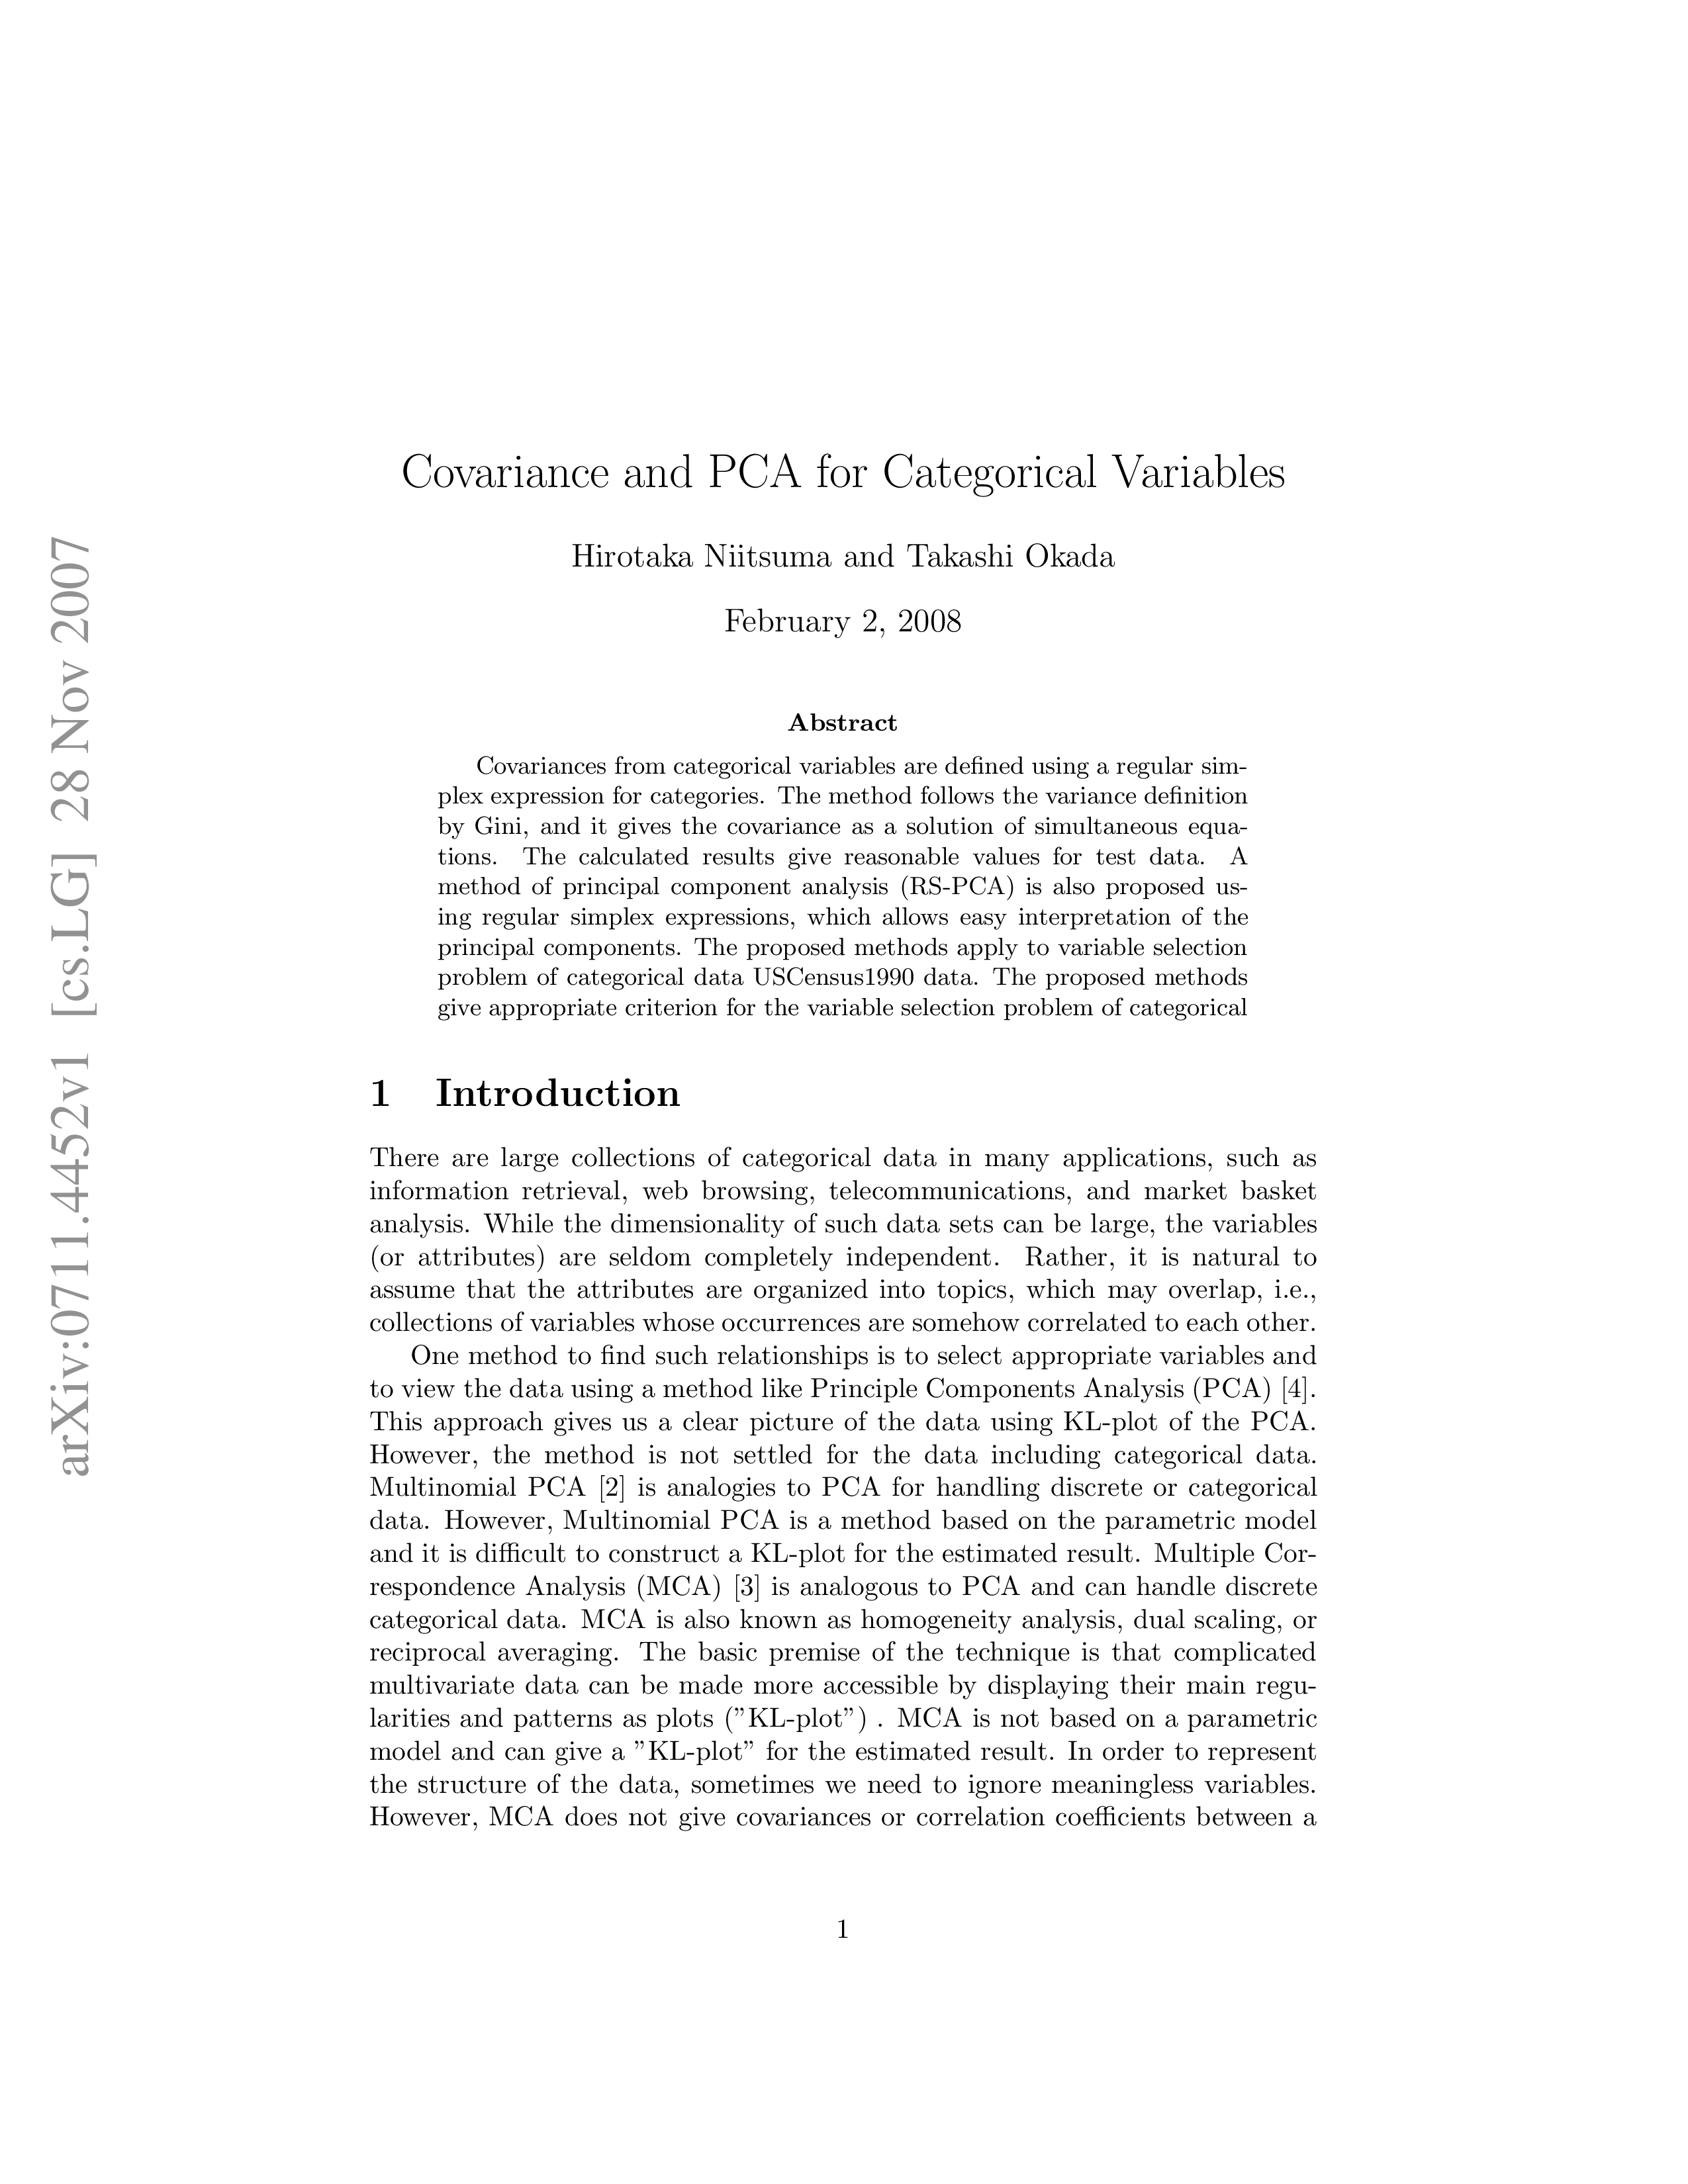 Covariance and PCA for Categorical Variables
Hirotaka Niitsuma and Takashi Okada
February 2, 2008
Abstract
Covariances from categorical variables are defined using a regular sim-
plex expression for categories. The method follows the variance definition
by Gini, and it gives the covariance as a solution of simultaneous equa-
tions. The calculated results give reasonable values for test data. A
method of principal component analysis (RS-PCA) is also proposed us-
ing regular simplex expressions, which allows easy interpretation of the
principal components. The proposed methods apply to variable selection
problem of categorical data USCensus1990 data. The proposed methods
give appropriate criterion for the variable selection problem of categorical
1 Introduction
There are large collections of categorical data in many applications, such as
information retrieval, web browsing, telecommunications, and market basket
analysis. While the dimensionality of such data sets can be large, the variables
(or attributes) are seldom completely independent. Rather, it is natural to
assume that the attributes are organized into topics, which may overlap, i.e.,
collections of variables whose occurrences are somehow correlated to each other.
One method to find such relationships is to select appropriate variables and
to view the data using a method like Principle Components Analysis (PCA) [4].
This approach gives us a clear picture of the data using KL-plot of the PCA.
However, the method is not settled for the data including categorical data.
Multinomial PCA [2] is analogies to PCA for handling discrete or categorical
data. However, Multinomial PCA is a method based on the parametric model
and it is difficult to construct a KL-plot for the estimated result. Multiple Cor-
respondence Analysis (MCA) [3] is analogous to PCA and can handle discrete
categorical data. MCA is also known as homogeneity analysis, dual scaling, or
reciprocal averaging. The basic premise of the technique is that complicated
multivariate data can be made more accessible by displaying their main regu-
larities and patterns as plots (”KL-plot”) . MCA is not based on a parametric
model and can give a ”KL-plot” for the estimated result. In order to represent
the structure of the data, sometimes we need to ignore meaningless variables.
However, MCA does not give covariances or correlation coefficients between a
1
arXiv:0711.4452v1 [cs.LG] 28 Nov 2007